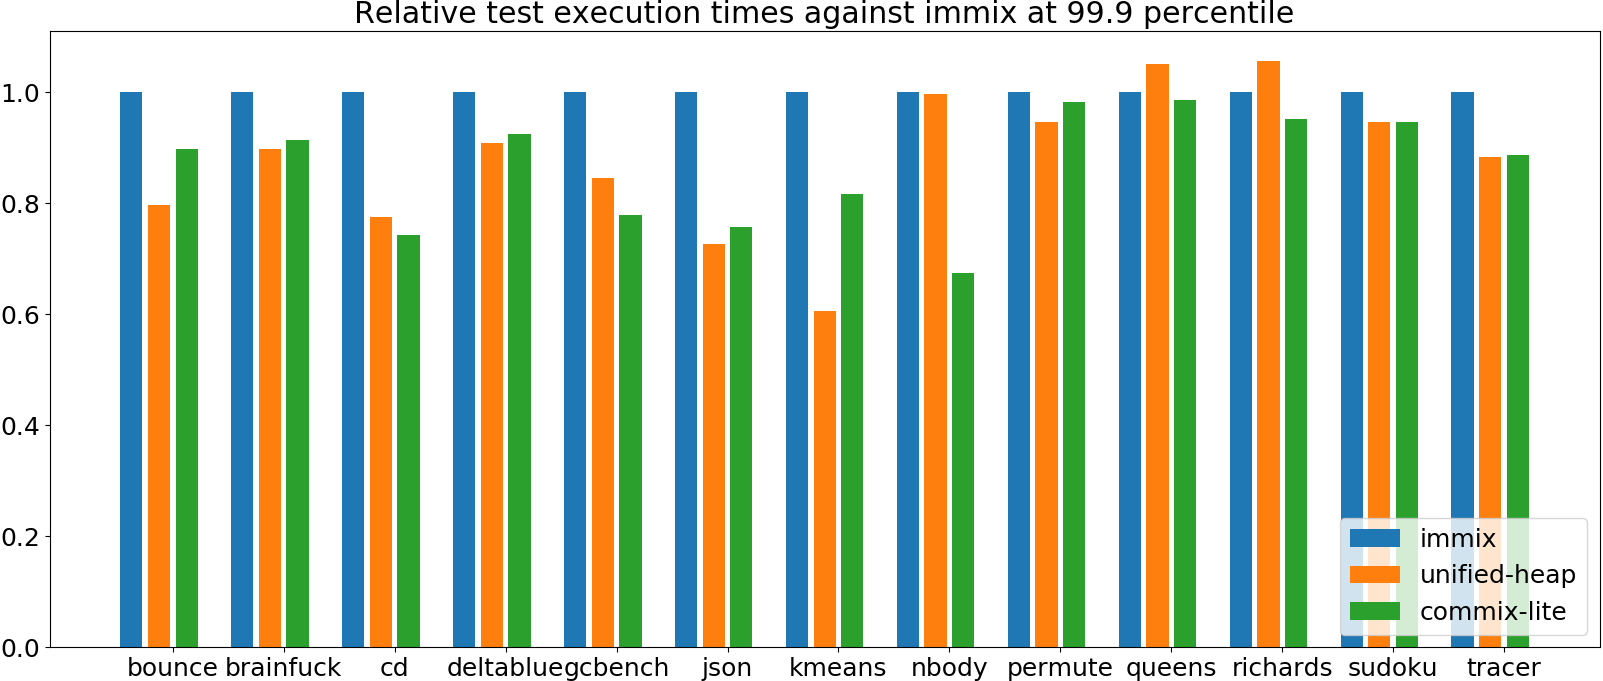 Relative test execution times against immix at 99.9 percentile
1.0
0.8
0.6
0.4
0.2
0.0
bounce brainfuck cd deltablue gcbench json kmeans nbody permute queens richards sudoku tracer
immix
unified-heap
commix-lite